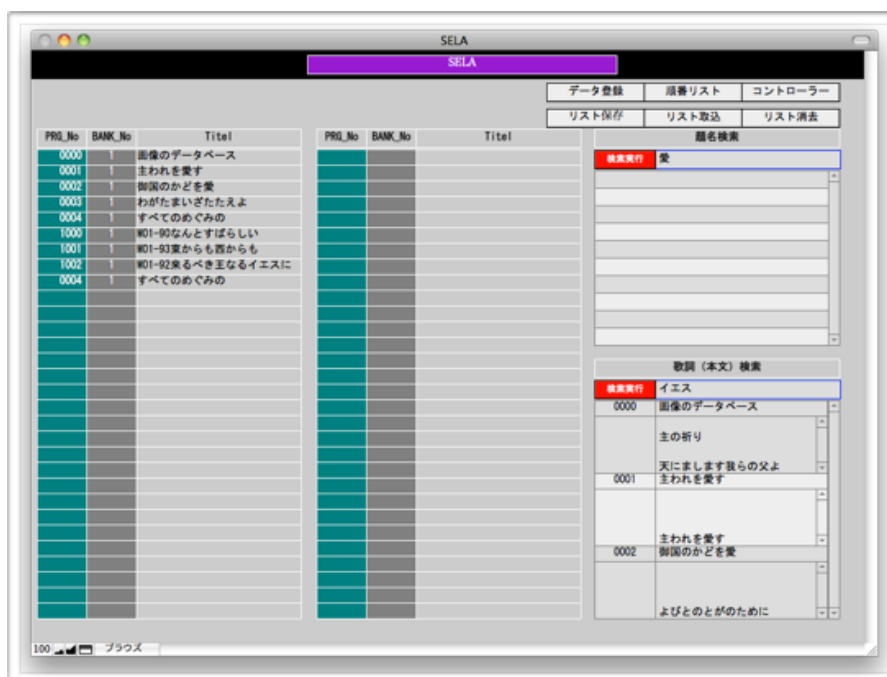 SELA
SELA
データ登録 順番リスト コントローラー
リスト保存 リスト取込 リスト消去
PRG_No BANK_No Titel PRG_No BANK_No Titel 題名検索
0000 1 画像のデータベース
0001 1 主われを愛す
0002 1 御国のかどを愛
0003 1 わがたまいざたたえよ
0004 1 すべてのめぐみの
1000 1 W01-90なんとすばらしい
1001 1 W01-93東からも西からも
1002 1 W01-92来るべき王なるイエスに
0004 1 すべてのめぐみの
検索実行 愛
歌詞（本文）検索
検索実行 イエス
0000 画像のデータベース
主の祈り
天にまします我らの父よ
0001 主われを愛す
主われを愛す
0002 御国のかどを愛
よびとのとがのために
100 ブラウズ